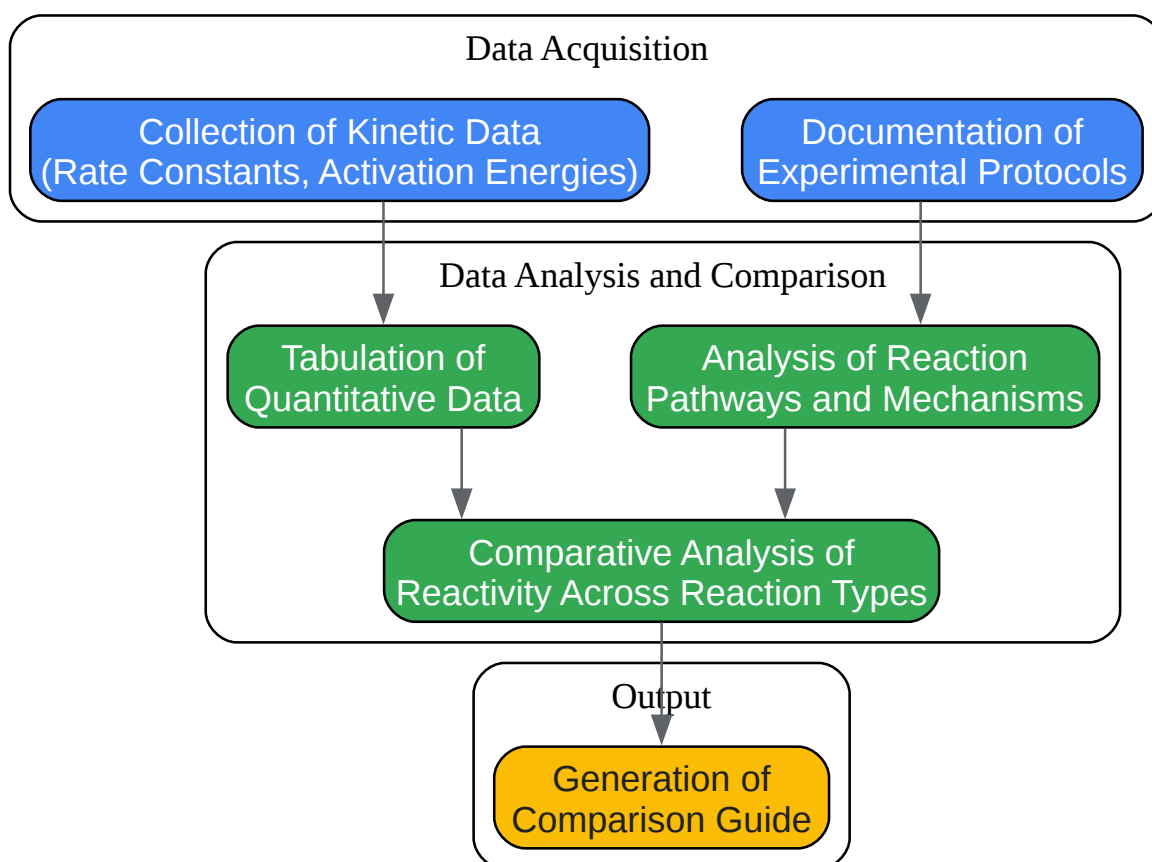 Data Acquisition
Collection of Kinetic Data
(Rate Constants, Activation Energies)
Documentation of
Experimental Protocols
Data Analysis and Comparison
Tabulation of
Quantitative Data
Analysis of Reaction
Pathways and Mechanisms
Comparative Analysis of
Reactivity Across Reaction Types
Output
Generation of
Comparison Guide